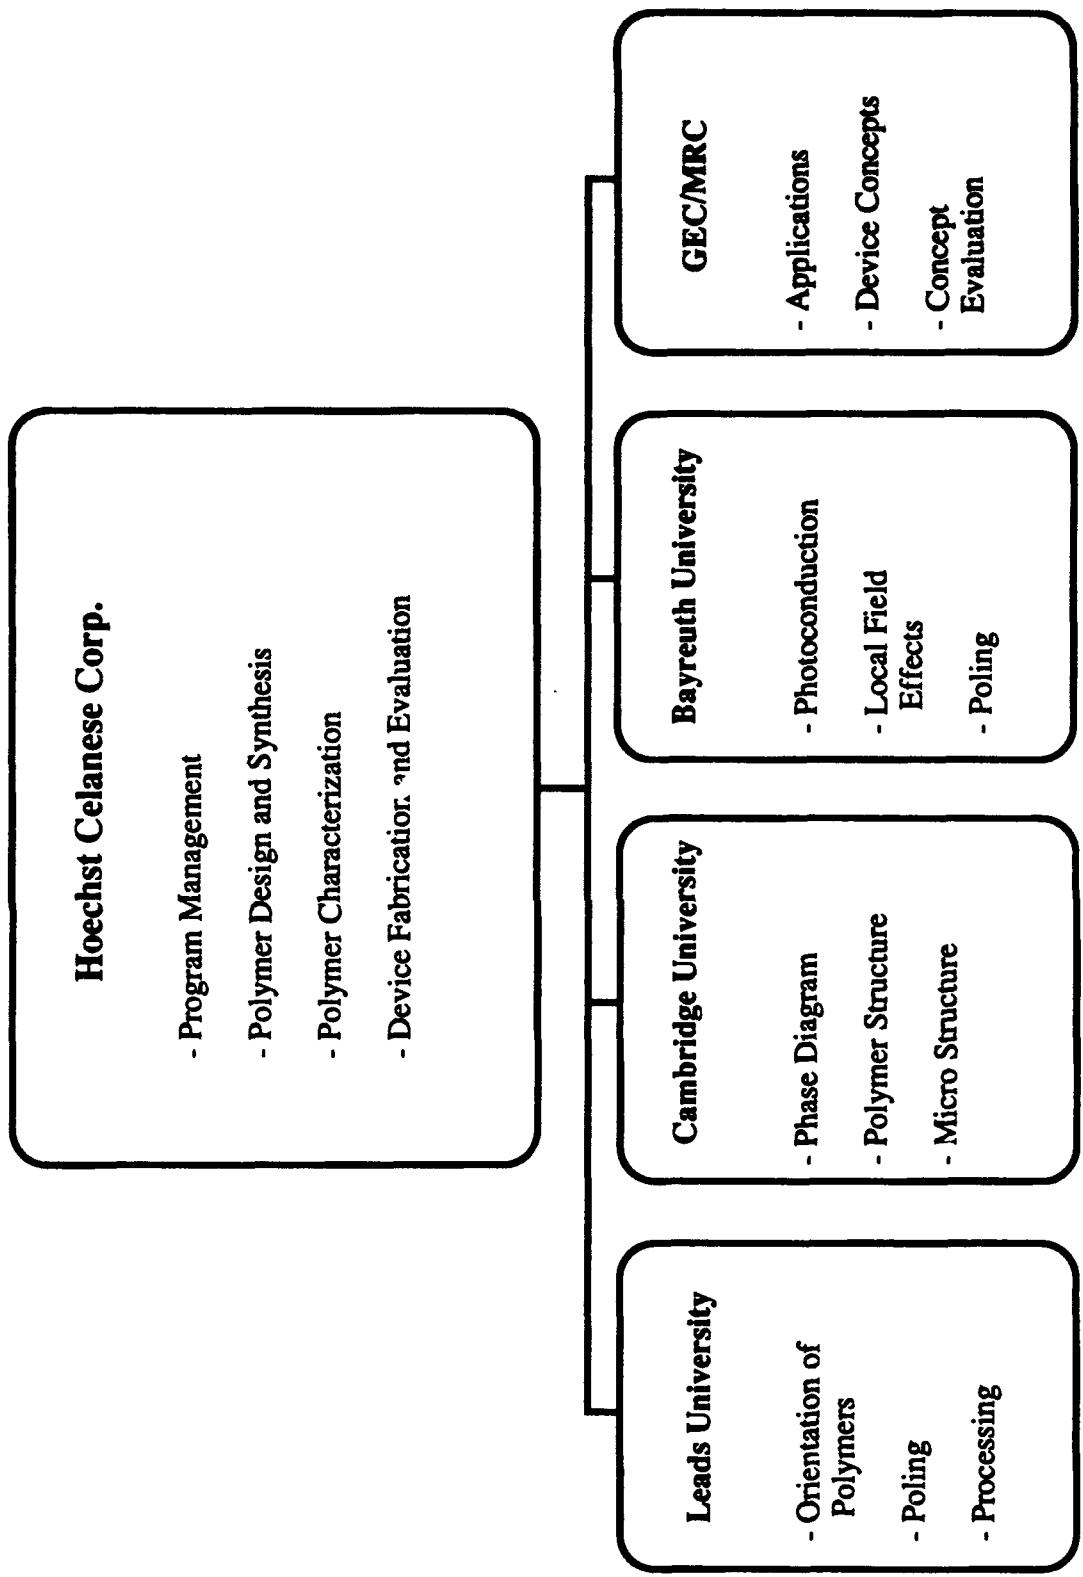 Hoechst Celanese Corp.
- Program Management
- Polymer Design and Synthesis
- Polymer Characterization
- Device Fabrication and Evaluation
Leads University
- Orientation of
Polymers
- Poling
- Processing
Cambridge University
- Phase Diagram
- Polymer Structure
- Micro Structure
Bayreuth University
- Photoconduction
- Local Field
Effects
- Poling
GEC/MRC
- Applications
- Device Concepts
- Concept
Evaluation